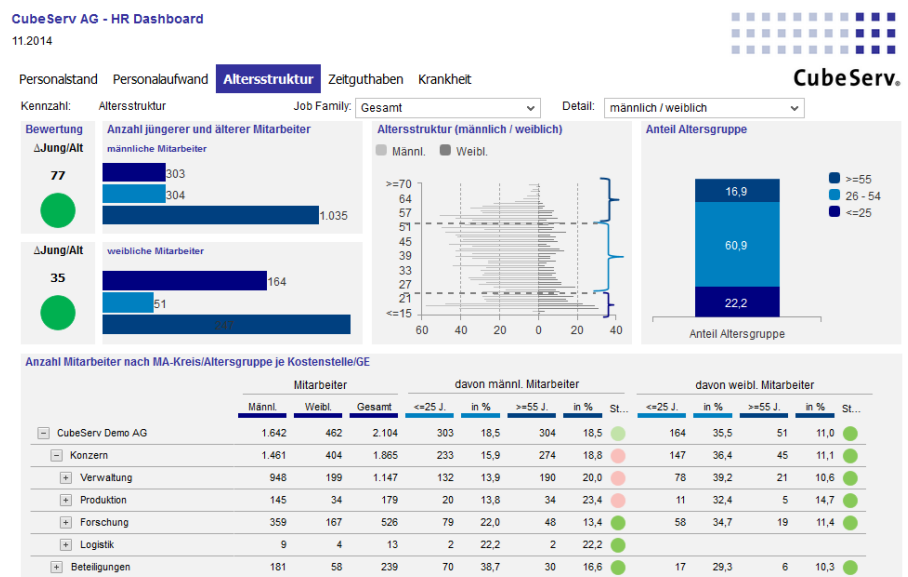 CubeServ AG - HR Dashboard
11.2014
CubeServ.
Personalstand Personalaufwand Altersstruktur Zeitguthaben Krankheit
Kennzahl: Altersstruktur Job Family: Gesamt Detail: männlich / weiblich
Bewertung Anzahl jüngerer und älterer Mitarbeiter Altersstruktur (männlich / weiblich) Anteil Altersgruppe
ΔJung/Alt männliche Mitarbeiter
77
303
304
1.035
ΔJung/Alt weibliche Mitarbeiter
35
164
51
Männl. Weibl.
>=70
64
57
51
45
39
33
27
21
<=15
60 40 20 0 20 40
16,9
60,9
22,2
Anteil Altersgruppe
>=55
26 - 54
<=25
Anzahl Mitarbeiter nach MA-Kreis/Altersgruppe je Kostenstelle/GE
Mitarbeiter davon männl. Mitarbeiter davon weibl. Mitarbeiter
Männl. Weibl. Gesamt <=25 J. in % >=55 J. in % St... <=25 J. in % >=55 J. in % St...
CubeServ Demo AG 1.642 462 2.104 303 18,5 304 18,5 164 35,5 51 11,0
Konzern 1.461 404 1.865 233 15,9 274 18,8 147 36,4 45 11,1
Verwaltung 948 199 1.147 132 13,9 190 20,0 78 39,2 21 10,6
Produktion 145 34 179 20 13,8 34 23,4 11 32,4 5 14,7
Forschung 359 167 526 79 22,0 48 13,4 58 34,7 19 11,4
Logistik 9 4 13 2 22,2 2 22,2
Beteiligungen 181 58 239 70 38,7 30 16,6 17 29,3 6 10,3